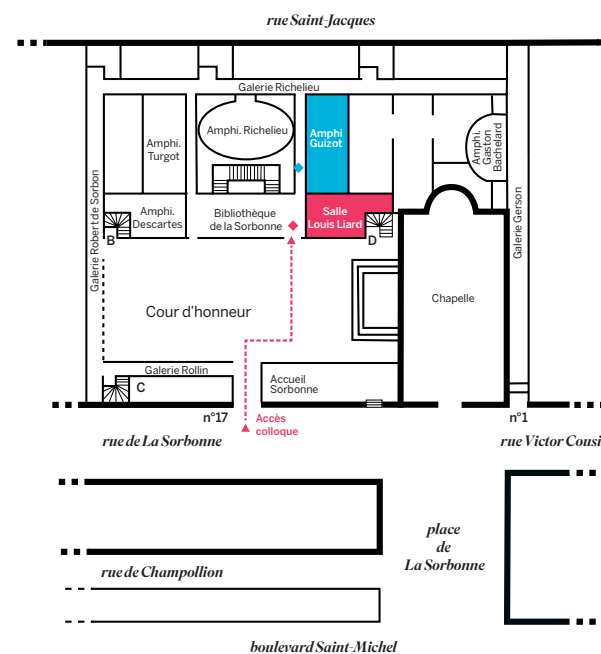 rue Saint-Jacques
Galerie Richelieu
Amphi. Richelieu
Amphi.
Turgot
Amphi
Guizot
Amphi.
Gaston
Bachelard
Galerie Robert de Sorbon
Amphi.
Descartes
Bibliothèque
de la Sorbonne
Salle
Louis Liard
B
D
Galerie Gerson
Cour d'honneur
Chapelle
Galerie Rollin
C
Accueil
Sorbonne
n°17
Accès
colloque
n°1
rue de La Sorbonne
rue Victor Cousi
place
de
La Sorbonne
rue de Champollion
boulevard Saint-Michel